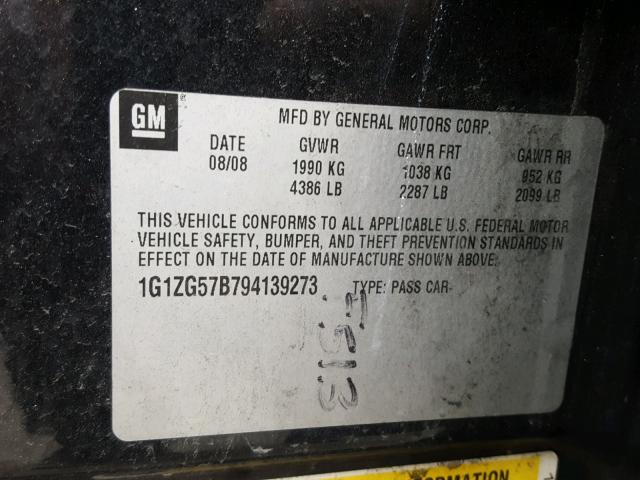 GM
MFD BY GENERAL MOTORS CORP.
DATE GVWR GAWR FRT GAWR RR
08/08 1990 KG 1038 KG 952 KG
4386 LB 2287 LB 2099 LB
THIS VEHICLE CONFORMS TO ALL APPLICABLE U.S. FEDERAL MOTOR
VEHICLE SAFETY, BUMPER, AND THEFT PREVENTION STANDARDS IN
EFFECT ON THE DATE OF MANUFACTURE SHOWN ABOVE.
1G1ZG57B794139273 TYPE: PASS CAR